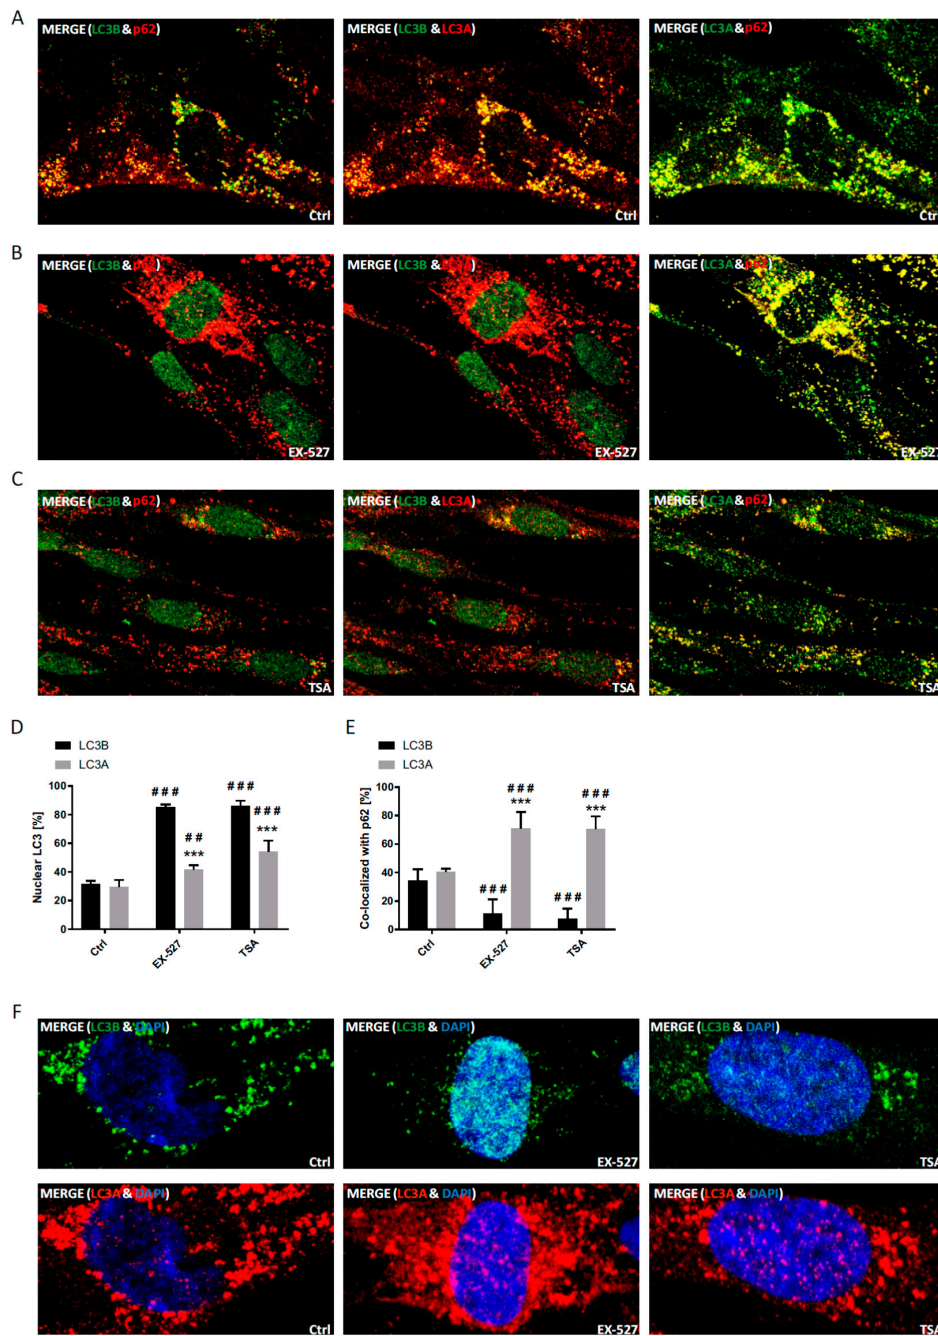 A
MERGE (LC3B & p62)
MERGE (LC3B & LC3A)
MERGE (LC3A & p62)
Ctrl
Ctrl
Ctrl
B
MERGE (LC3B & p62)
MERGE (LC3B &
MERGE (LC3A & p62)
EX-527
EX-527
EX-527
C
MERGE (LC3B & p62)
MERGE (LC3B & LC3A)
MERGE (LC3A & p62)
TSA
TSA
TSA
D
LC3B
LC3A
Nuclear LC3 [%]
100
80
60
40
20
0
###
##
***
###
###
***
Ctrl
EX-527
TSA
E
LC3B
LC3A
Co-localized with p62 [%]
100
80
60
40
20
0
###
###
***
###
###
***
Ctrl
EX-527
TSA
F
MERGE (LC3B & DAPI)
MERGE (LC3B & DAPI)
MERGE (LC3B & DAPI)
Ctrl
EX-527
TSA
MERGE (LC3A & DAPI)
MERGE (LC3A & DAPI)
MERGE (LC3A & DAPI)
Ctrl
EX-527
TSA